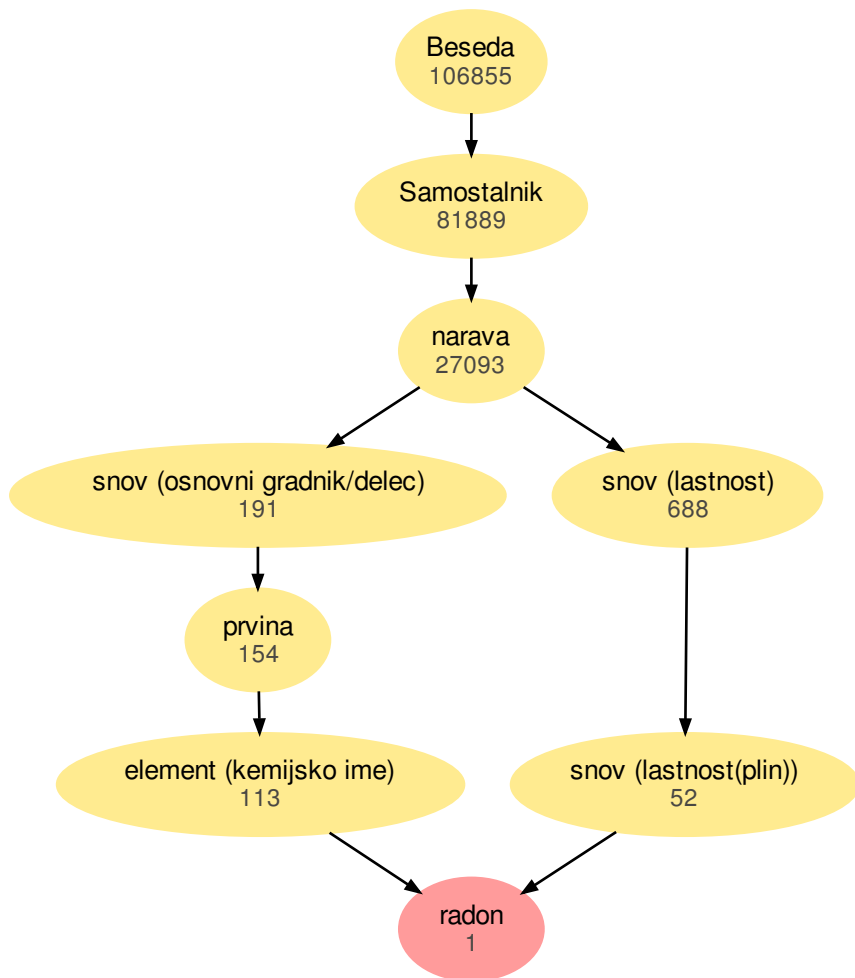 Beseda
106855
Samostalnik
81889
narava
27093
snov (osnovni gradnik/delec)
191
snov (lastnost)
688
prvina
154
element (kemijsko ime)
113
snov (lastnost(plin))
52
radon
1